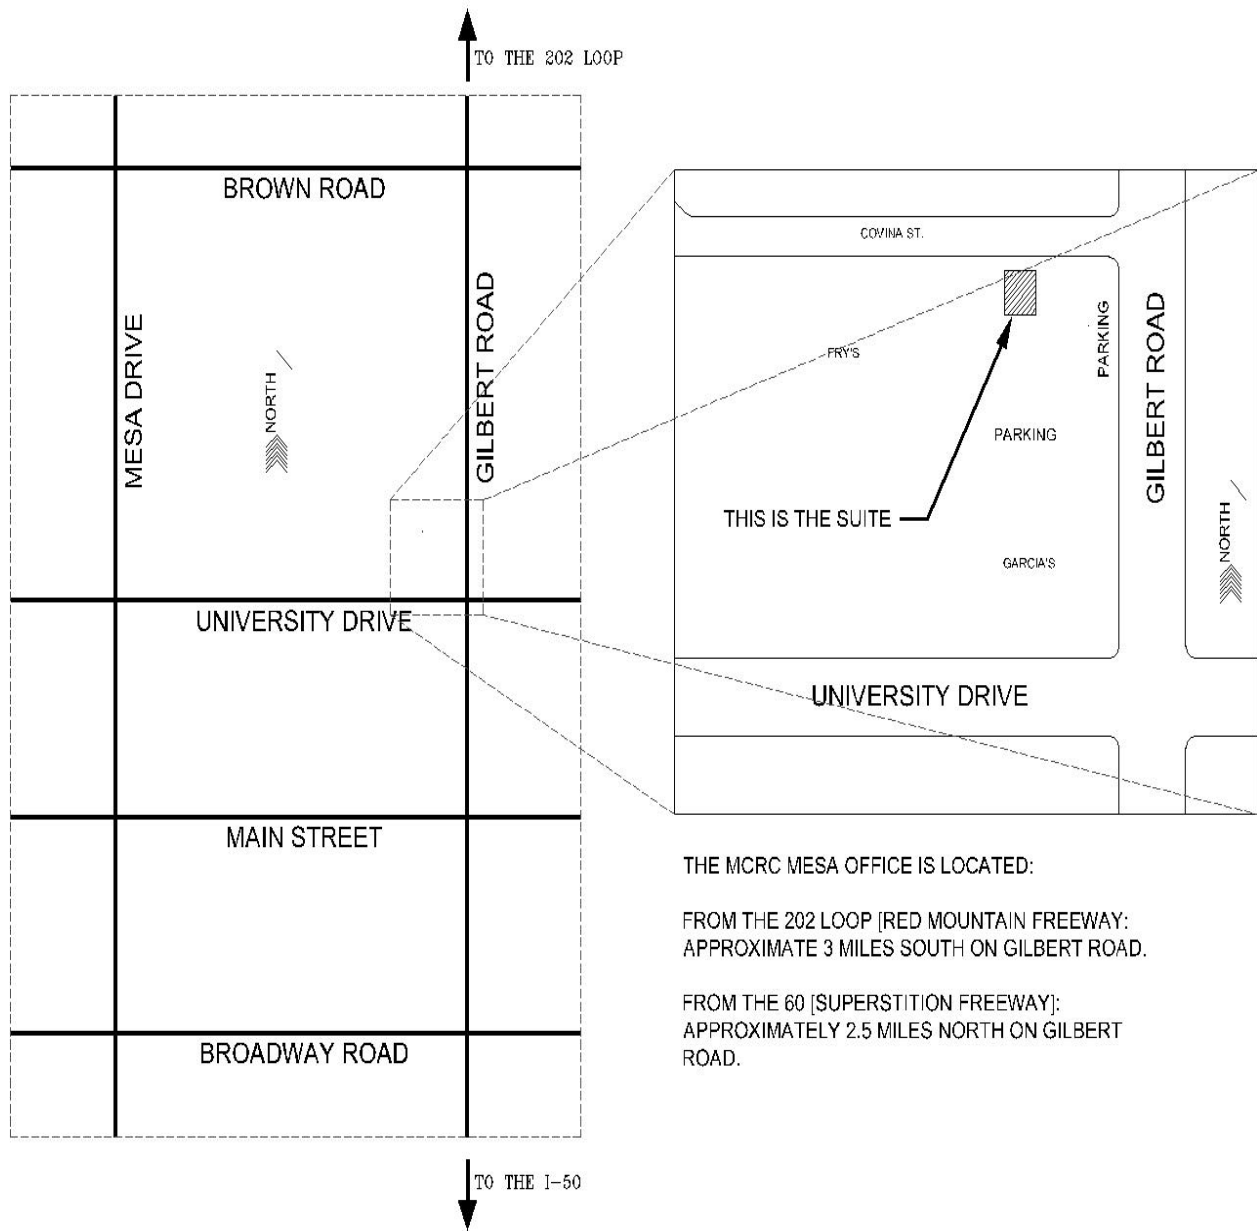 TO THE 202 LOOP
BROWN ROAD
MESA DRIVE
NORTH
GILBERT ROAD
UNIVERSITY DRIVE
MAIN STREET
BROADWAY ROAD
TO THE I-50
COVINA ST.
FRY'S
PARKING
GILBERT ROAD
PARKING
THIS IS THE SUITE
GARCIA'S
NORTH
UNIVERSITY DRIVE
THE MCRC MESA OFFICE IS LOCATED:
FROM THE 202 LOOP [RED MOUNTAIN FREEWAY:
APPROXIMATE 3 MILES SOUTH ON GILBERT ROAD.
FROM THE 60 [SUPERSTITION FREEWAY]:
APPROXIMATELY 2.5 MILES NORTH ON GILBERT
ROAD.